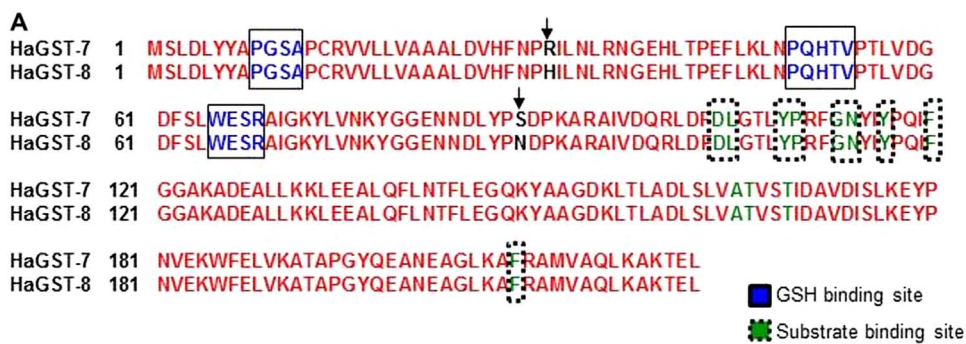 A
HaGST-7 1 MSLDLYYAPGSAPCRVVLLVAAALDVHFNPRILNLRNGEHLTPEFLKLNPQHTVPTLVDG
HaGST-8 1 MSLDLYYAPGSAPCRVVLLVAAALDVHFNPHILNLRNGEHLTPEFLKLNPQHTVPTLVDG
HaGST-7 61 DFSLWESRAIGKYLVNKYGGENNDLYPSDPKARAIVDQRLDFDLGTLYPRFGNYIYPQIF
HaGST-8 61 DFSLWESRAIGKYLVNKYGGENNDLYPNDPKARAIVDQRLDFDLGTLYPRFGNYLYPQIF
HaGST-7 121 GGAKADEALLKKLEEALQFLNTFLEGQKYAAGDKLTLADLSLVATVSTIDAVDISLKEYP
HaGST-8 121 GGAKADEALLKKLEEALQFLNTFLEGQKYAAGDKLTLADLSLVATVSTIDAVDISLKEYP
HaGST-7 181 NVEKWFELVKATAPGYQEANEAGLKAFRAMVAQLKAKTEL
HaGST-8 181 NVEKWFELVKATAPGYQEANEAGLKAFRAMVAQLKAKTEL
GSH binding site
Substrate binding site